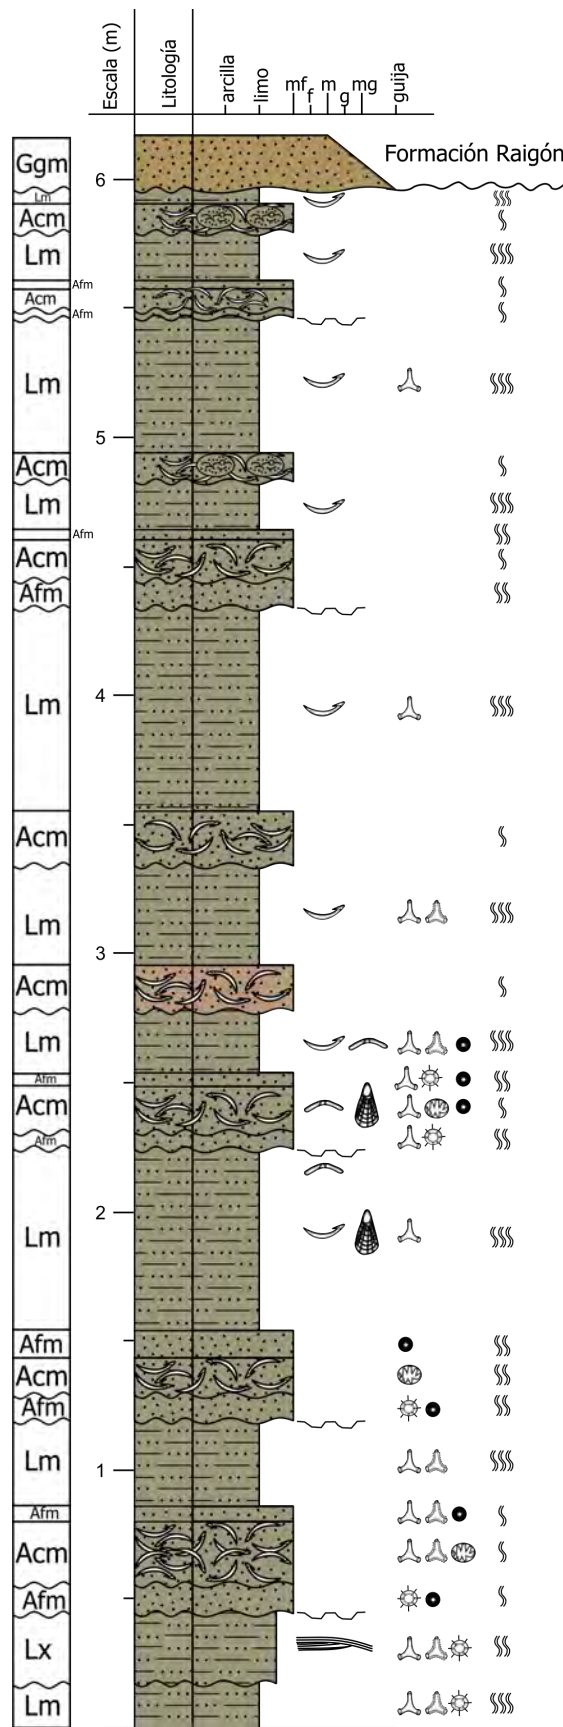 Escala (m)
Litología
arcilla
limo
mf
f
m
g
mg
guija
Formación Raigón
Ggm
6
Lm
Acm
Lm
Afm
Acm
Afm
Lm
5
Acm
Lm
Afm
Acm
Afm
Lm
4
Acm
Lm
3
Acm
Lm
Afm
Acm
Afm
Lm
2
Afm
Acm
Afm
Lm
1
Afm
Acm
Afm
Lx
Lm